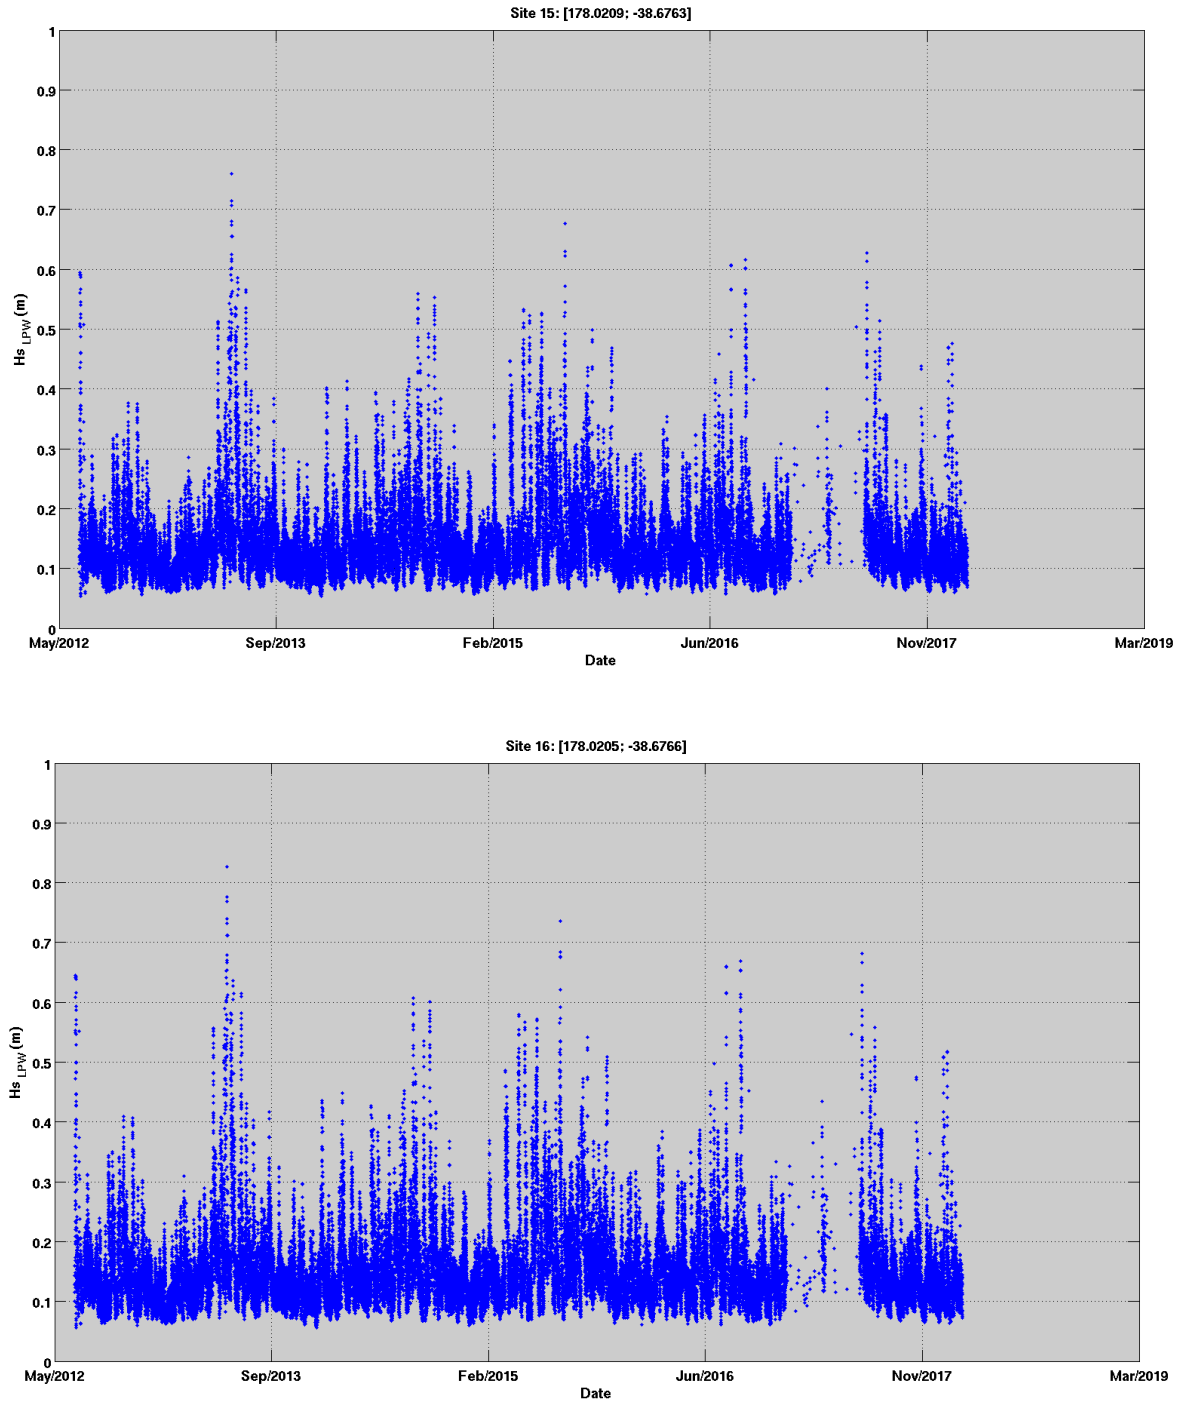 Site 15: [178.0209; -38.6763]
1
0.9
0.8
0.7
0.6
0.5
0.4
0.3
0.2
0.1
0
Hs LPW (m)
May/2012 Sep/2013 Feb/2015 Jun/2016 Nov/2017 Mar/2019
Date
Site 16: [178.0205; -38.6766]
1
0.9
0.8
0.7
0.6
0.5
0.4
0.3
0.2
0.1
0
Hs LPW (m)
May/2012 Sep/2013 Feb/2015 Jun/2016 Nov/2017 Mar/2019
Date